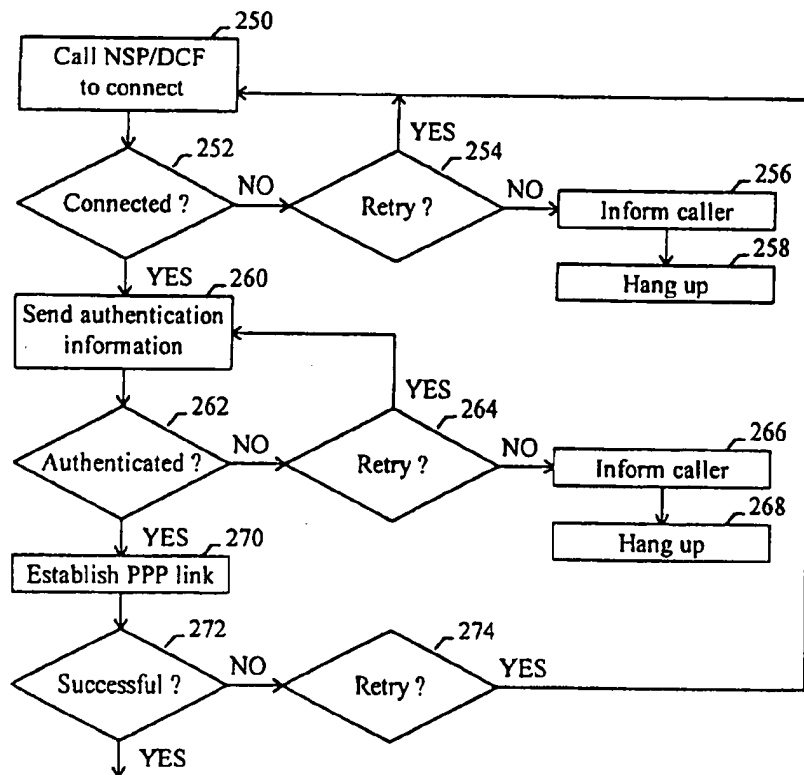 250
Call NSP/DCF
to connect
YES
252
254
Connected ?
NO
Retry ?
NO
256
Inform caller
258
Hang up
YES
260
Send authentication
information
YES
262
264
Authenticated ?
NO
Retry ?
NO
266
Inform caller
268
Hang up
YES
270
Establish PPP link
272
274
Successful ?
NO
Retry ?
YES
YES